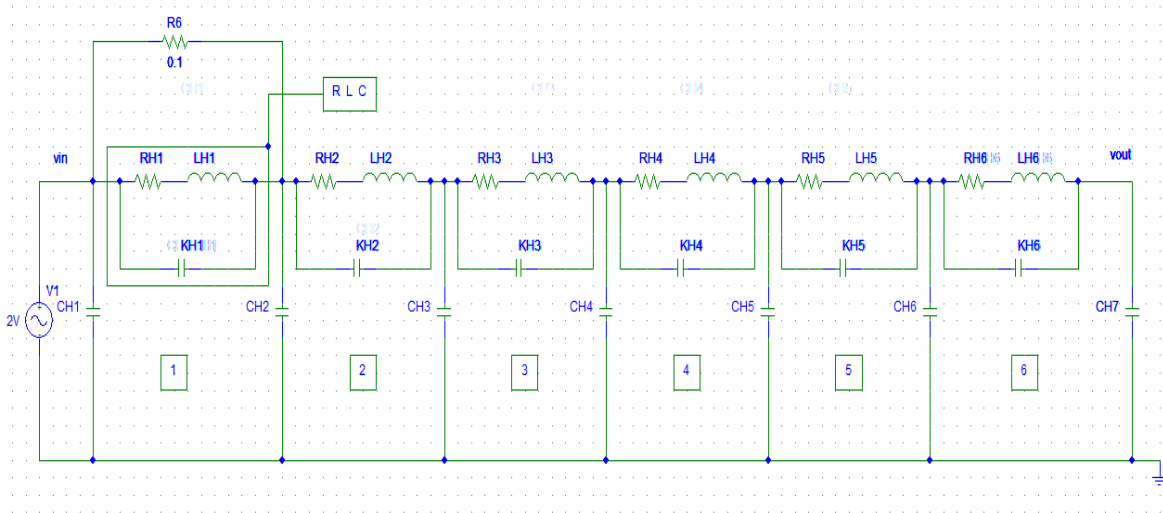 R6
0.1
R L C
vin
RH1
LH1
RH2
LH2
RH3
LH3
RH4
LH4
RH5
LH5
RH6
LH6
vout
KH1
KH2
KH3
KH4
KH5
KH6
V1
2V
CH1
CH2
CH3
CH4
CH5
CH6
CH7
1
2
3
4
5
6